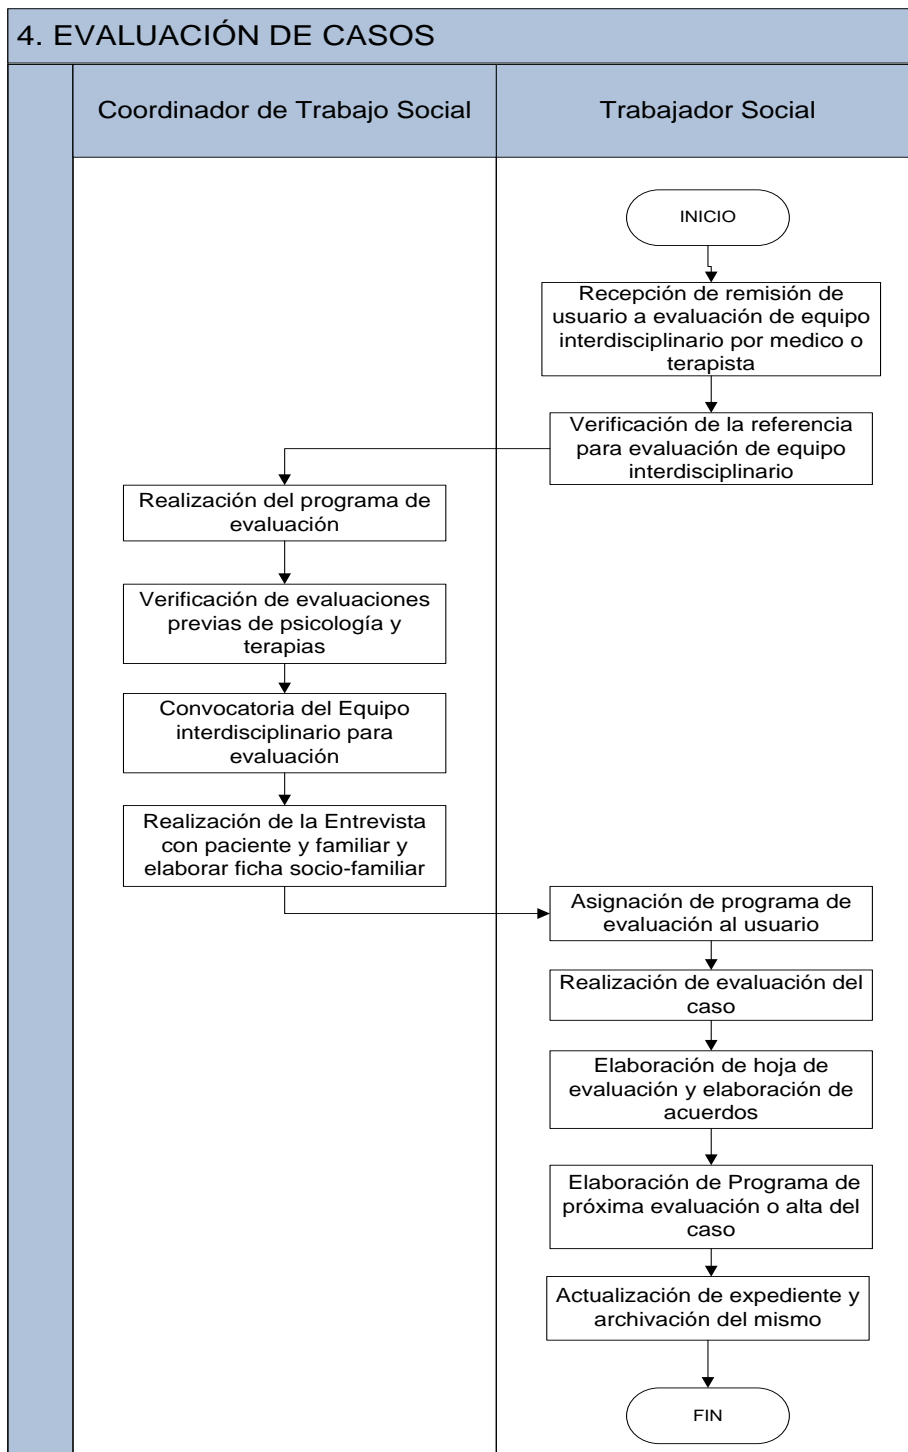 4. EVALUACIÓN DE CASOS
Coordinador de Trabajo Social
Trabajador Social
INICIO
Recepción de remisión de
usuario a evaluación de equipo
interdisciplinario por medico o
terapista
Verificación de la referencia
para evaluación de equipo
interdisciplinario
Realización del programa de
evaluación
Verificación de evaluaciones
previas de psicología y
terapias
Convocatoria del Equipo
interdisciplinario para
evaluación
Realización de la Entrevista
con paciente y familiar y
elaborar ficha socio-familiar
Asignación de programa de
evaluación al usuario
Realización de evaluación del
caso
Elaboración de hoja de
evaluación y elaboración de
acuerdos
Elaboración de Programa de
próxima evaluación o alta del
caso
Actualización de expediente y
archivación del mismo
FIN